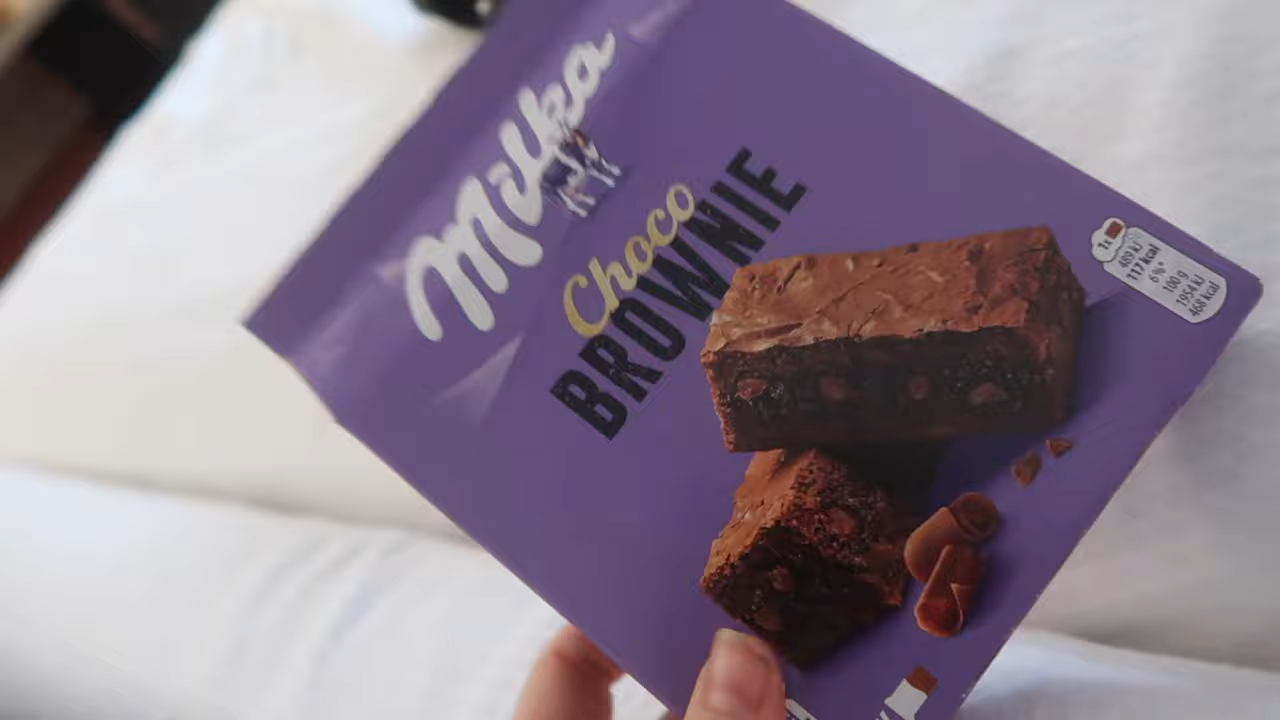 Milka
Choco
BROWNIE
1x
489 kJ
117 kcal
6%*
100 g
1954 kJ
468 kcal